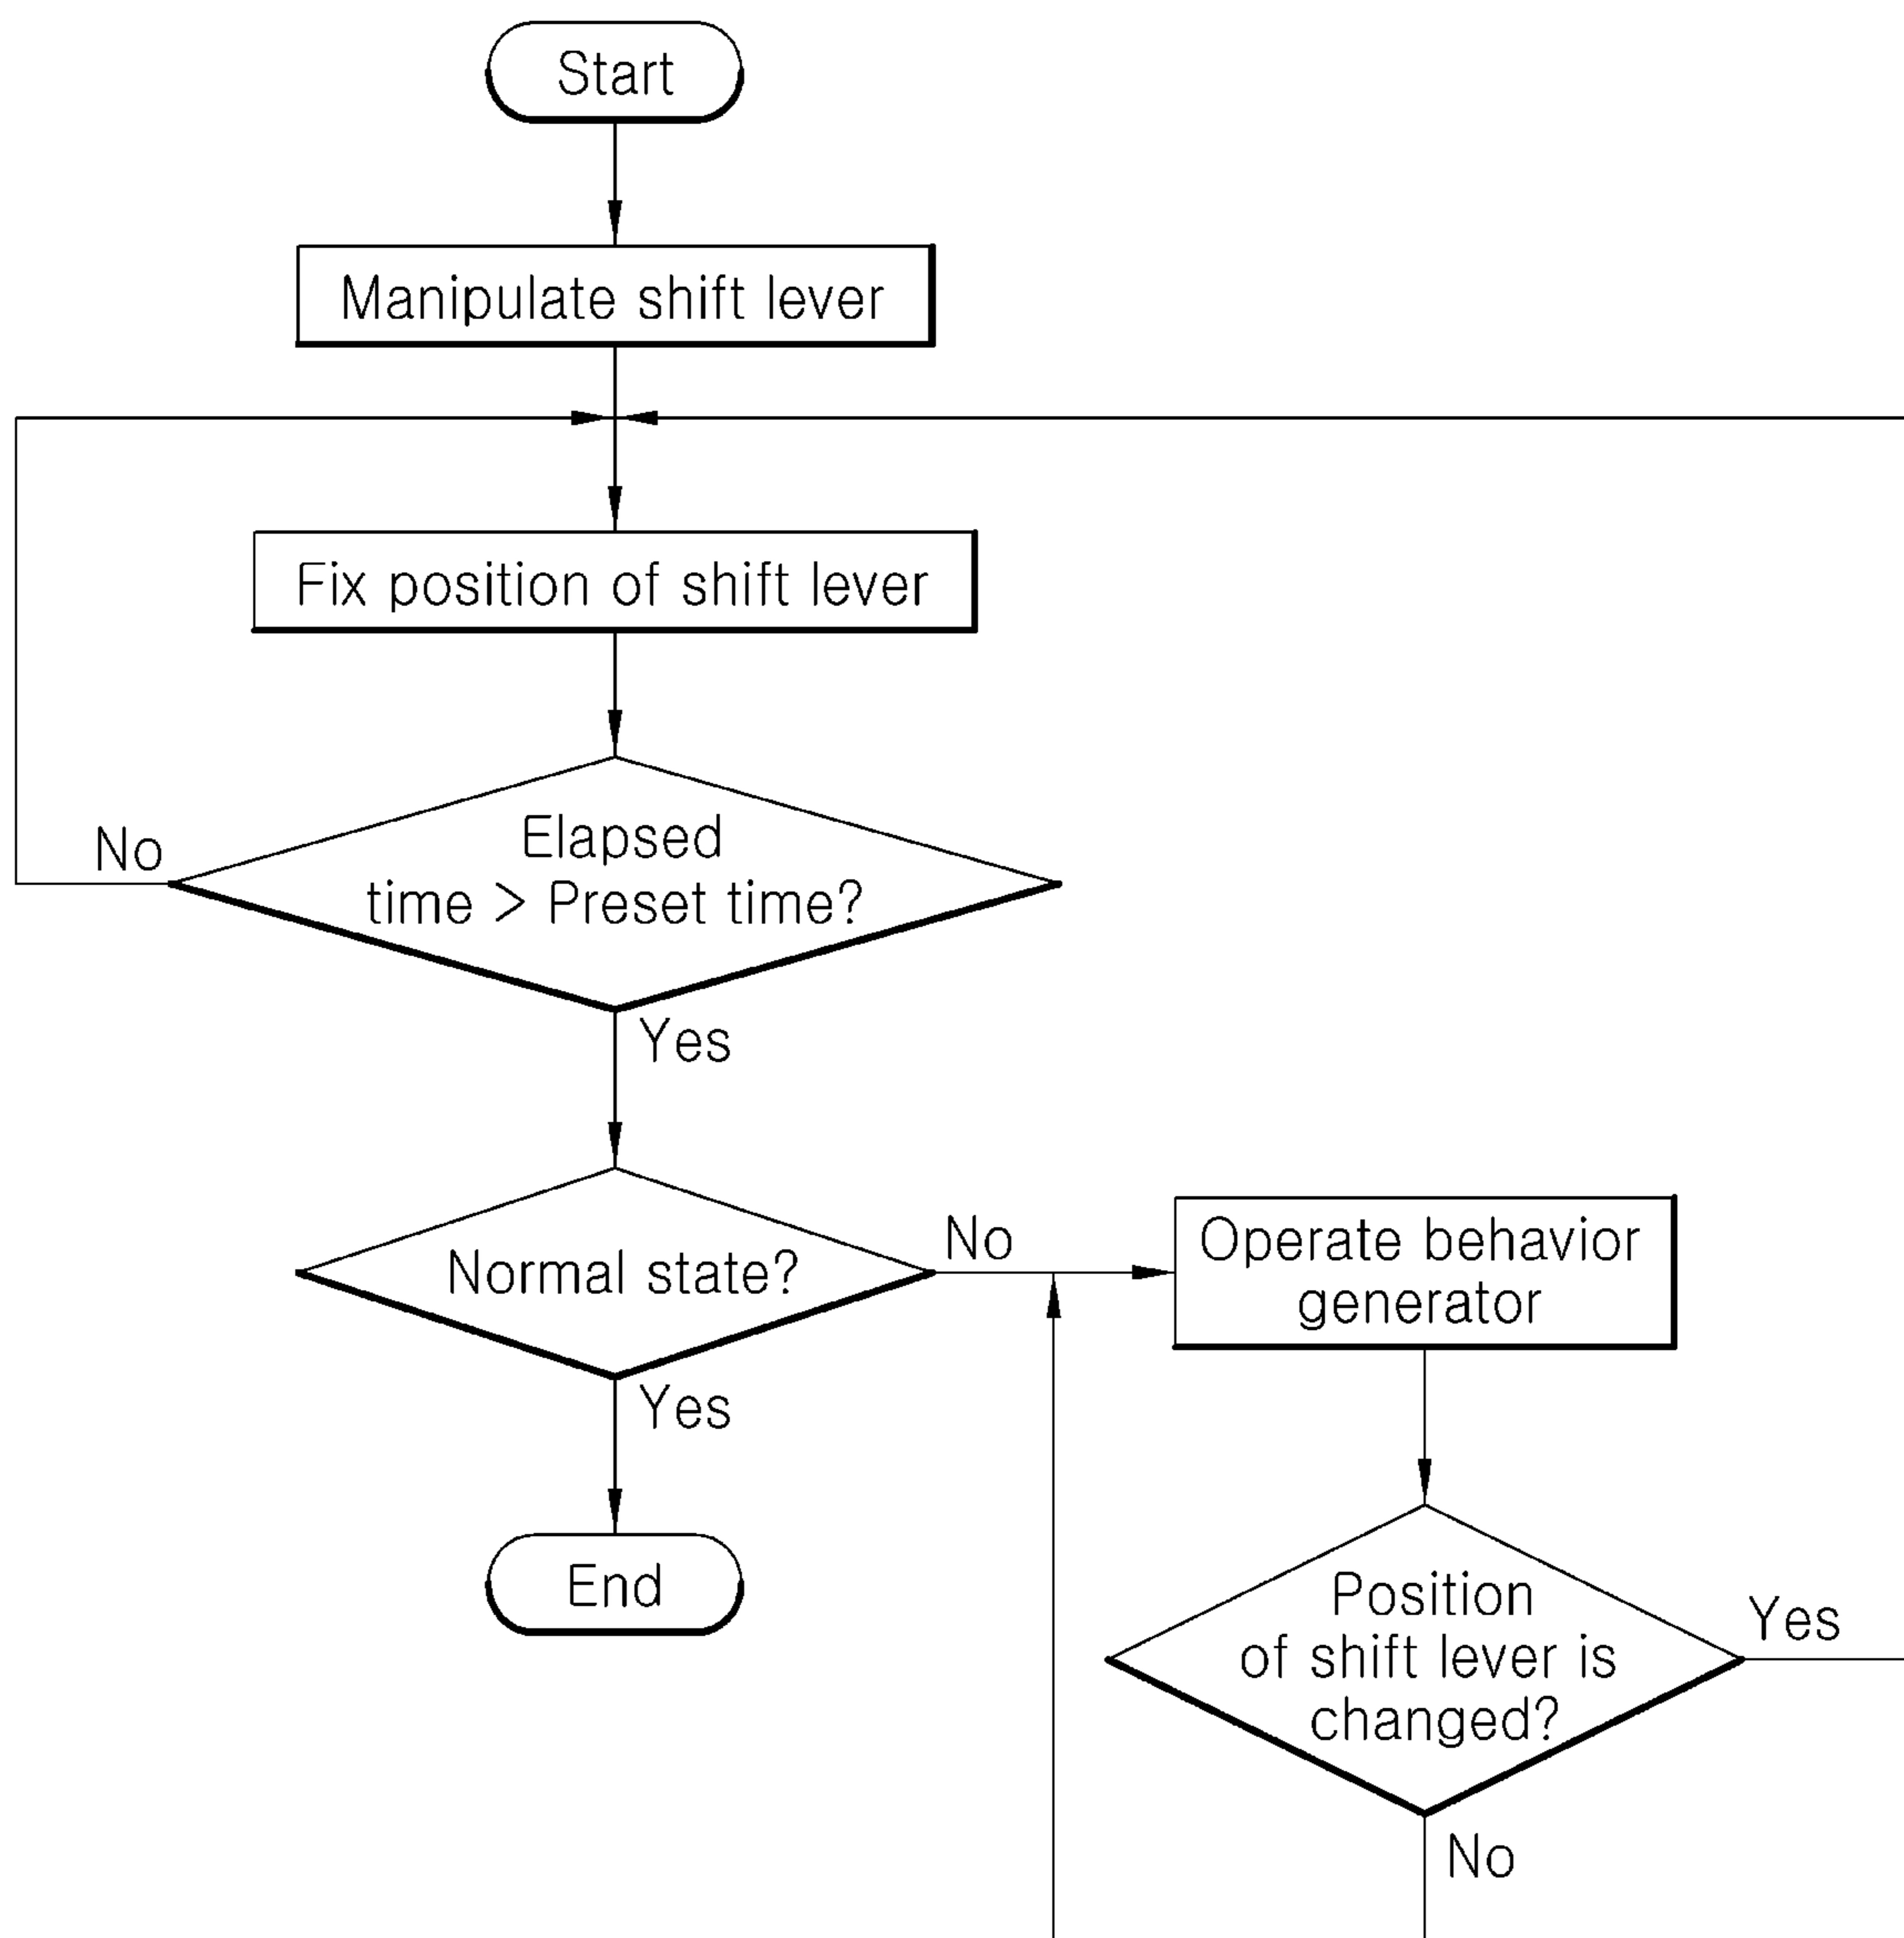 Start
Manipulate shift lever
Fix position of shift lever
Elapsed
time > Preset time?
No
Yes
Normal state?
No
Yes
Operate behavior
generator
End
Position
of shift lever is
changed?
Yes
No